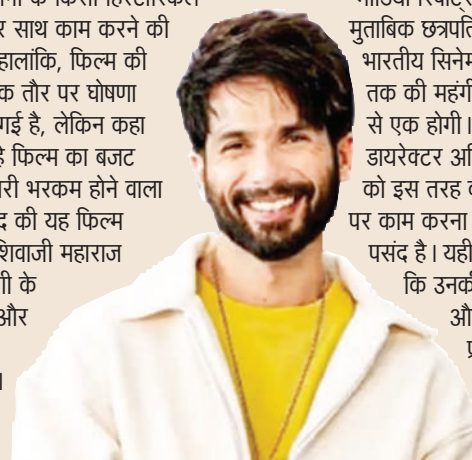 के किसी
र साथ काम करने की
हालांकि, फिल्म की
क तौर पर घोषणा
गई है, लेकिन कहा
है फिल्म का बजट
री भरकम होने वाला
द की यह फिल्म
शिवाजी महाराज
गी के
और
मुताबिक छत्रपति
भारतीय सिनेम
तक की महंगी
से एक होगी।
डायरेक्टर अ
को इस तरह
पर काम करना
पसंद है। यही
कि उनकी
औ